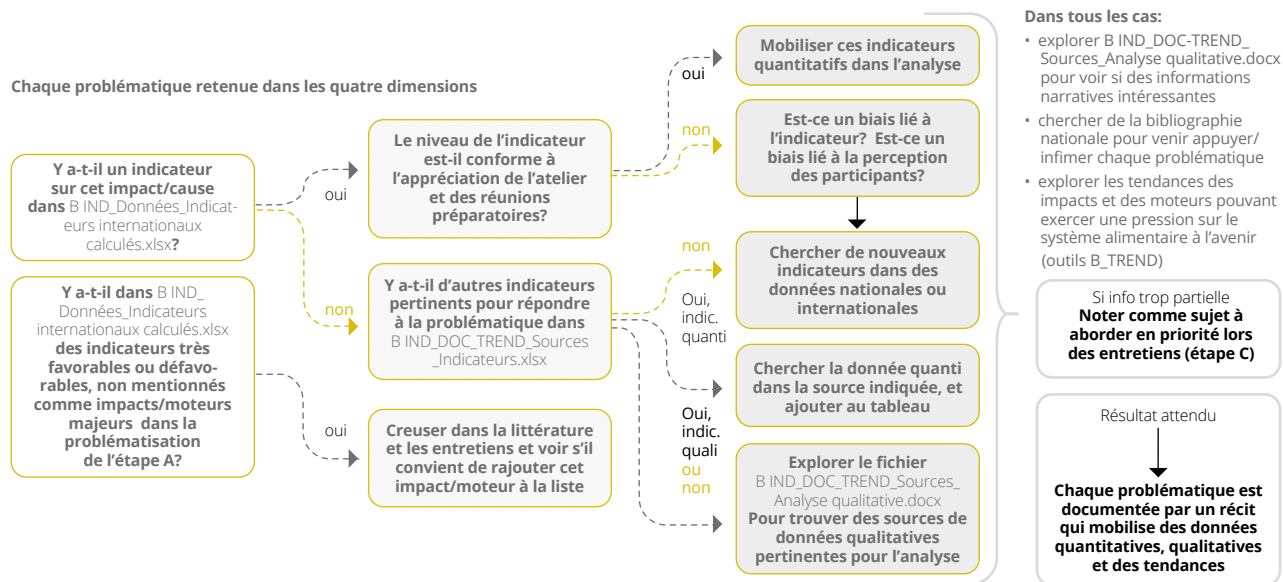 Chaque problématique retenue dans les quatre dimensions
Y a-t-il un indicateur
sur cet impact/cause
dans B IND_Données_Indicat-
eurs internationaux
calculés.xlsx?
Y a-t-il dans B IND_
Données_Indicateurs
internationaux calculés.xlsx
des indicateurs très
favorables ou défavo-
rables, non mentionnés
comme impacts/moteurs
majeurs dans la
problématisation
de l'étape A?
oui
non
oui
Le niveau de l'indicateur
est-il conforme à
l'appréciation de l'atelier
et des réunions
préparatoires?
Y a-t-il d'autres indicateurs
pertinents pour répondre
à la problématique dans
B IND_DOC_TREND_Sources
_Indicateurs.xlsx
Creuser dans la littérature
et les entretiens et voir s'il
convient de rajouter cet
impact/moteur à la liste
oui
non
non
Oui,
indic.
quanti
Oui,
indic.
quali
ou
non
Mobiliser ces indicateurs
quantitatifs dans l'analyse
Est-ce un biais lié à
l'indicateur? Est-ce un
biais lié à la perception
des participants?
Chercher de nouveaux
indicateurs dans des
données nationales ou
internationales
Chercher la donnée quanti
dans la source indiquée, et
ajouter au tableau
Explorer le fichier
B IND_DOC_TREND_Sources_
Analyse qualitative.docx
Pour trouver des sources de
données qualitatives
pertinentes pour l'analyse
Dans tous les cas:
• explorer B IND_DOC-TREND_
Sources_Analyse qualitative.docx
pour voir si des informations
narratives intéressantes
• chercher de la bibliographie
nationale pour venir appuyer/
infimer chaque problématique
• explorer les tendances des
impacts et des moteurs pouvant
exercer une pression sur le
système alimentaire à l'avenir
(outils B_TREND)
Si info trop partielle
Noter comme sujet à
aborder en priorité lors
des entretiens (étape C)
Résultat attendu
Chaque problématique est
documentée par un récit
qui mobilise des données
quantitatives, qualitatives
et des tendances